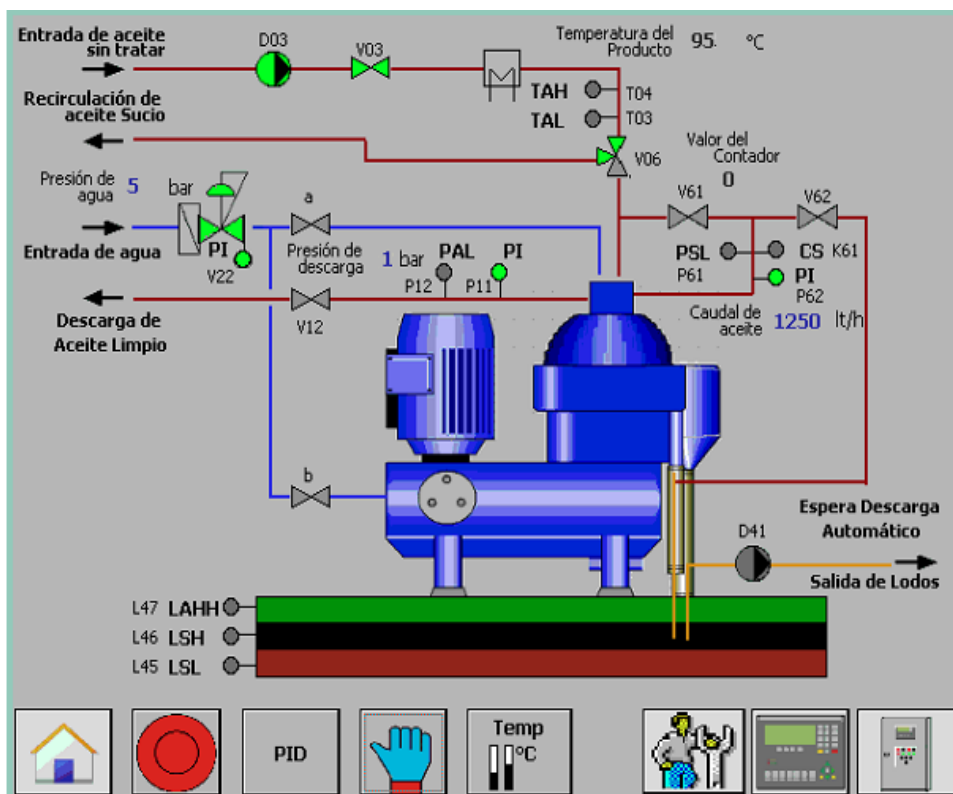 Entrada de aceite
sin tratar
D03
V03
Temperatura del
Producto
95. °C
TAH
T04
TAL
T03
Recirculación de
aceite Sucio
V06
Valor del
Contador
0
Presión de
agua 5 bar
a
V61
V62
Entrada de agua
PI
V22
Presión de
descarga 1 bar
PAL
PI
P12
P11
PSL
CS K61
P61
PI
P62
Descarga de
Aceite Limpio
V12
Caudal de
aceite 1250 lt/h
b
Espera Descarga
Automático
D41
Salida de Lodos
L47 LAHH
L46 LSH
L45 LSL
PID
Temp
°C